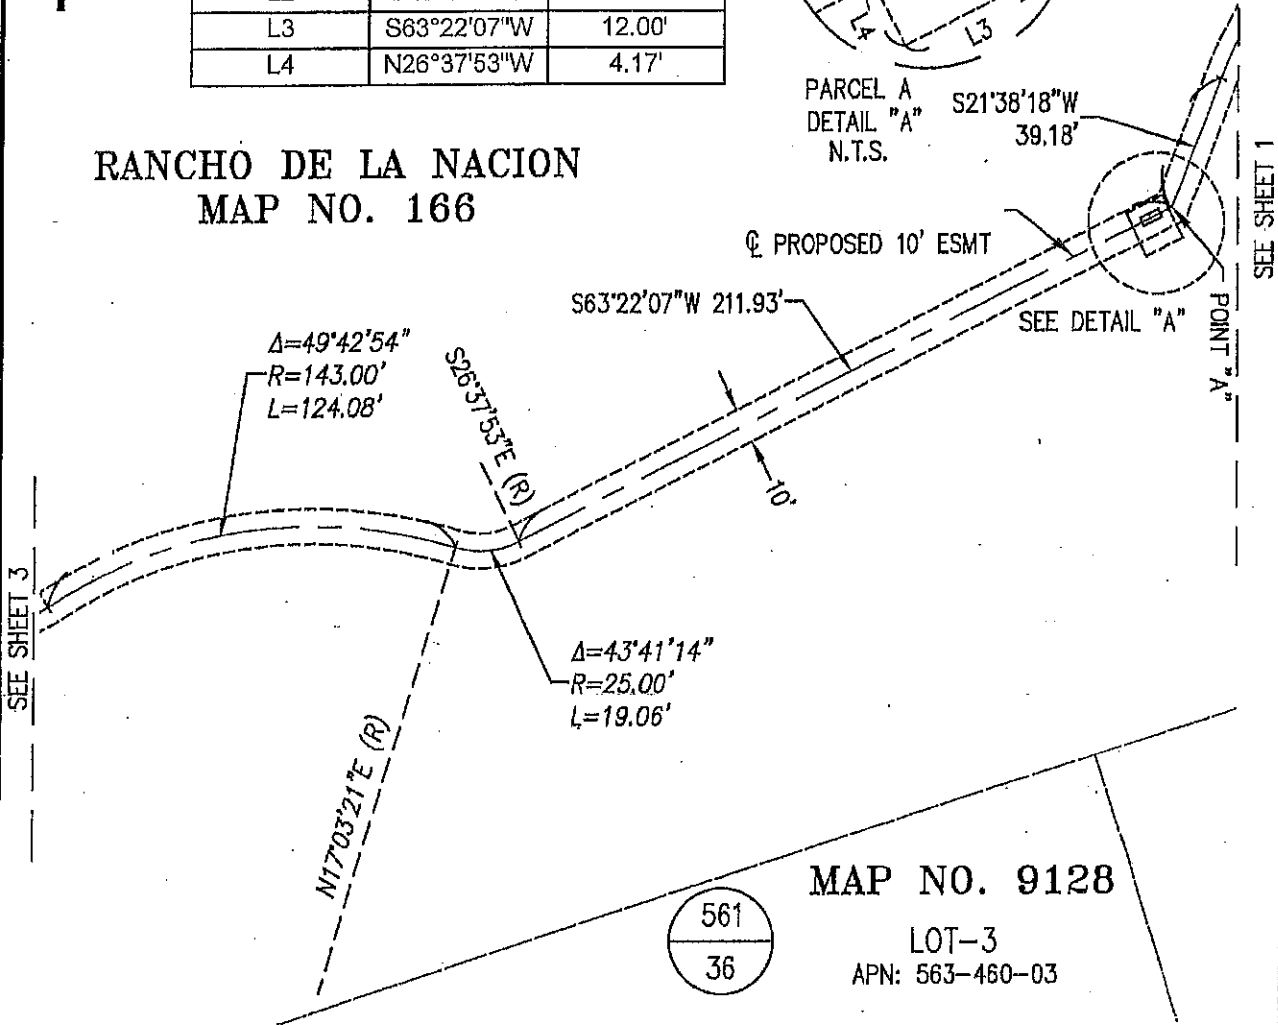 L3 S63°22'07"W 12.00'
L4 N26°37'53"W 4.17'
L4
L3
PARCEL A
DETAIL "A"
N.T.S.
S21°38'18"W
39.18'
RANCHO DE LA NACION
MAP NO. 166
SEE SHEET 1
℄ PROPOSED 10' ESMT
S63°22'07"W 211.93'
SEE DETAIL "A"
POINT "A"
Δ=49°42'54"
R=143.00'
L=124.08'
S26°37'53"E (R)
10'
SEE SHEET 3
Δ=43°41'14"
R=25.00'
L=19.06'
N17°03'21"E (R)
MAP NO. 9128
561
36
LOT-3
APN: 563-460-03